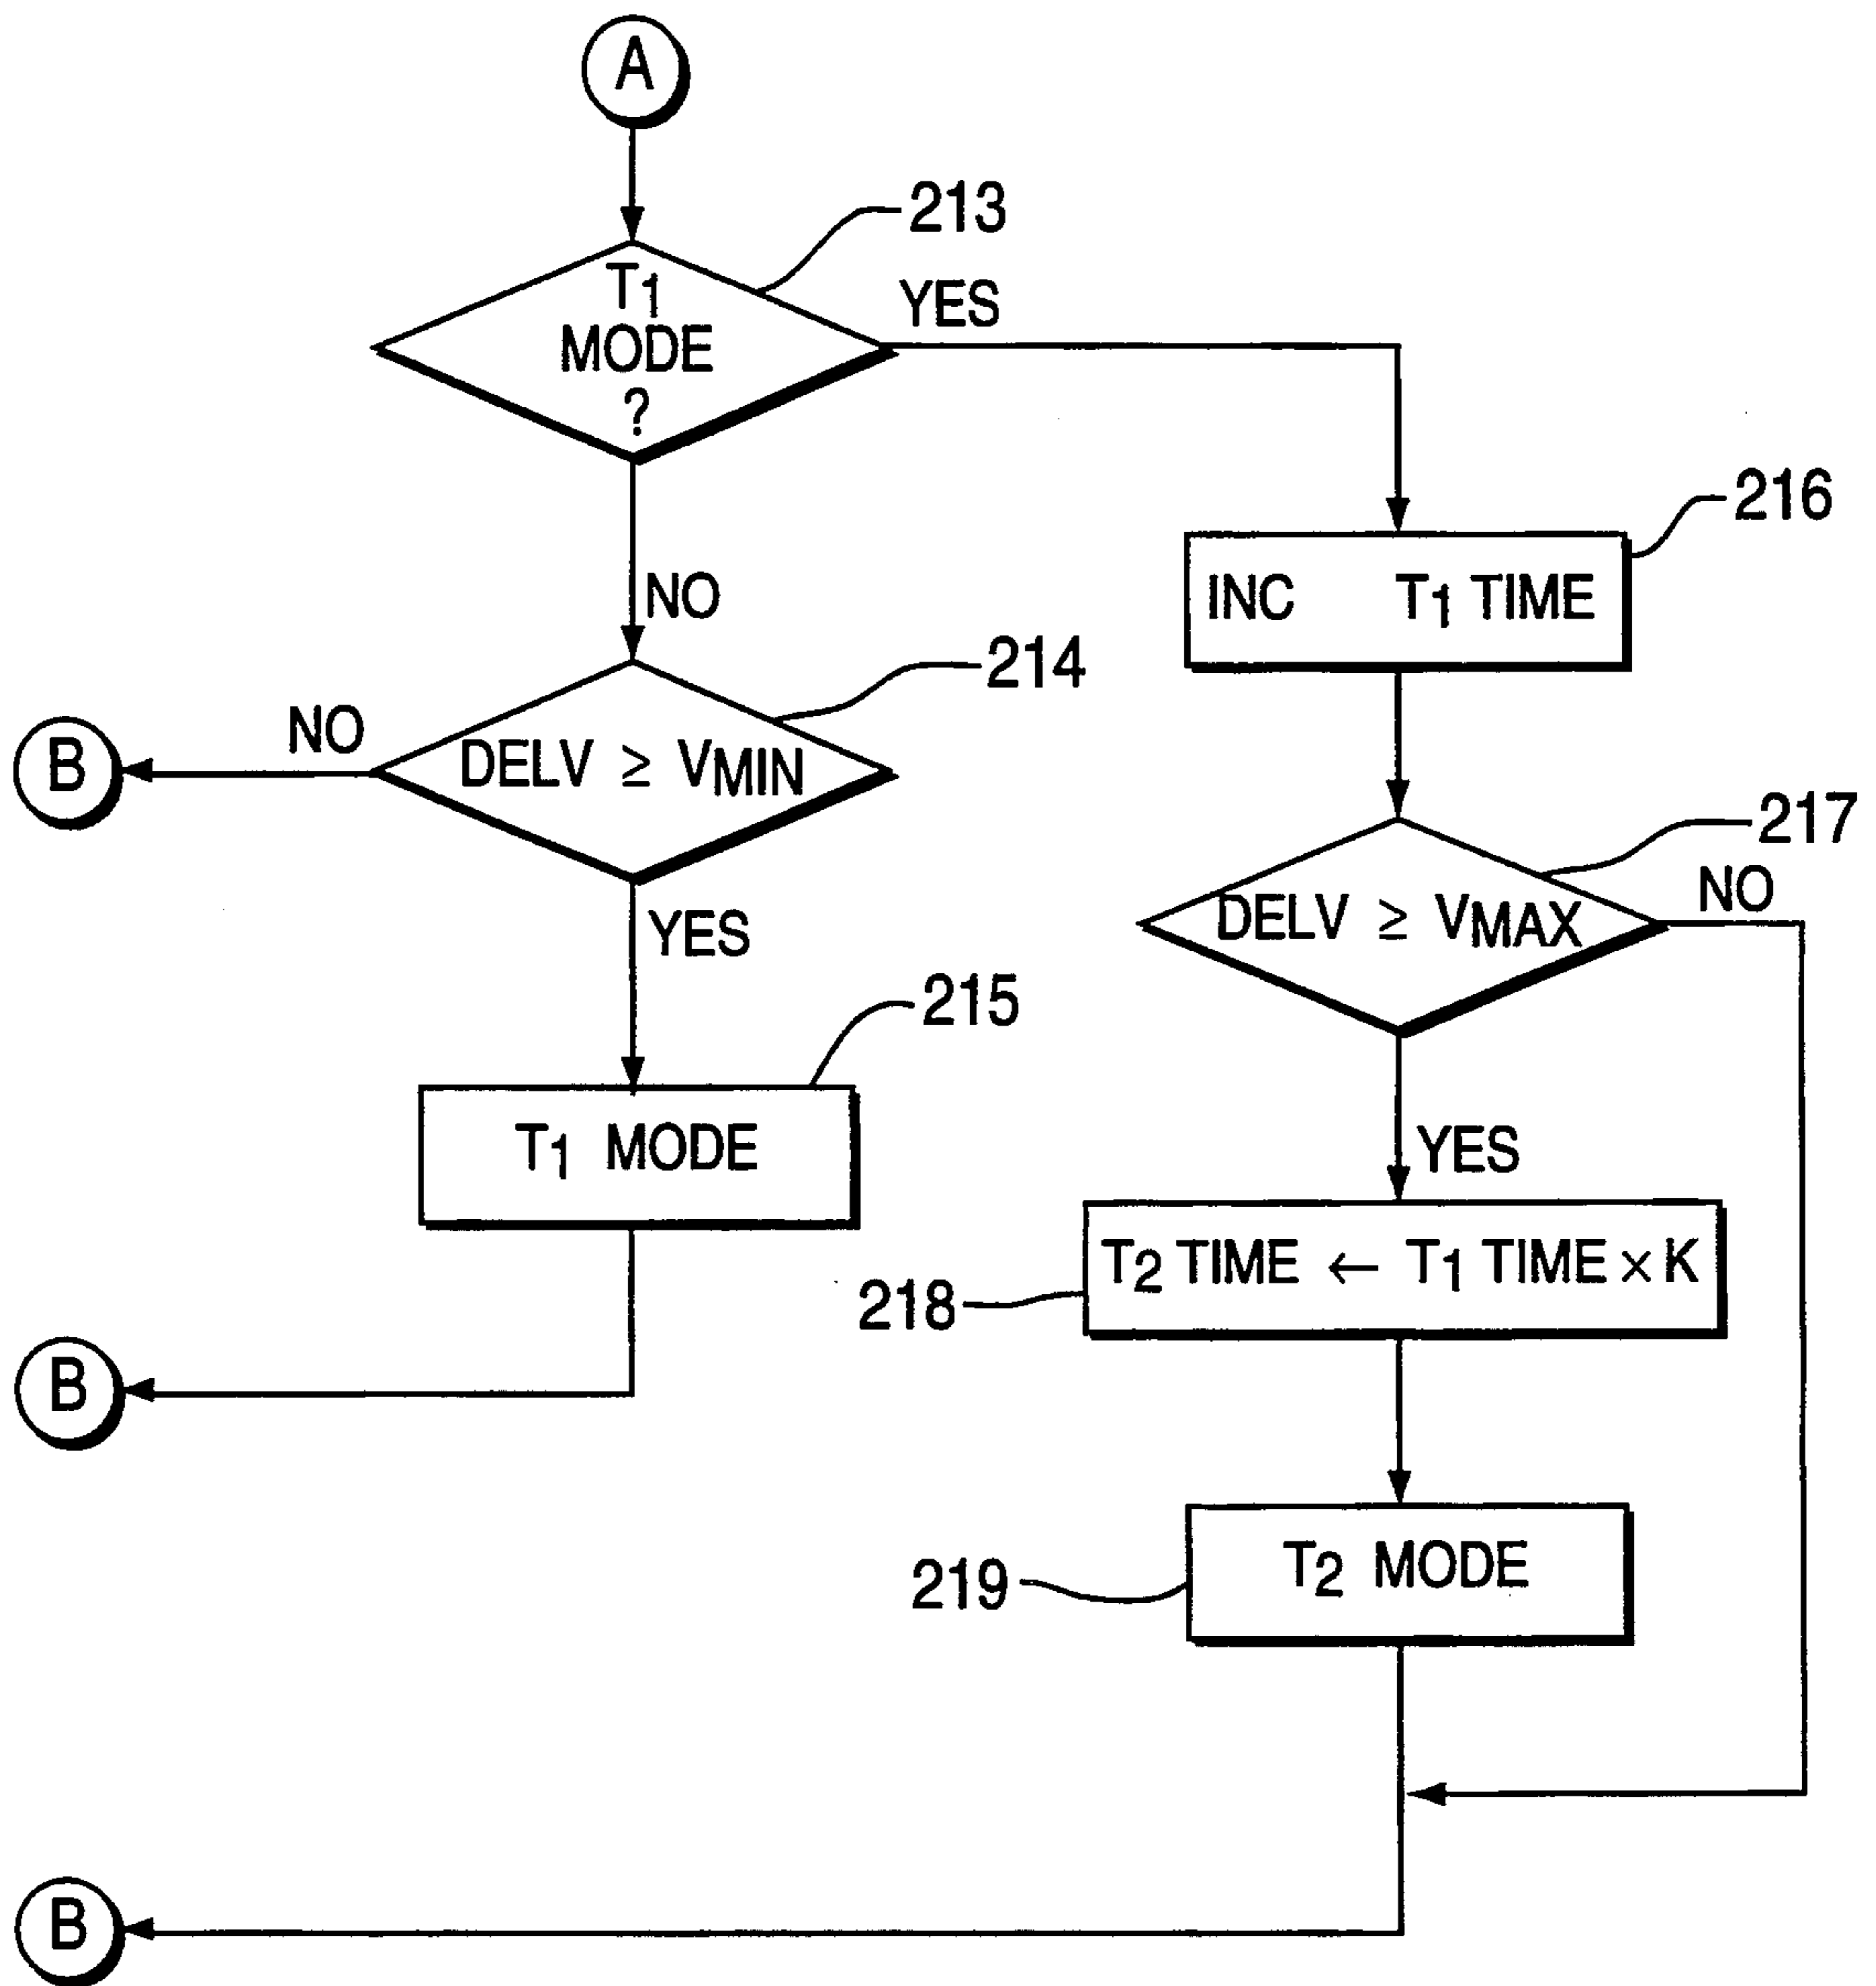 A
213
T1
MODE
?
YES
216
INC T1 TIME
NO
214
NO
B
DELV ≥ VMIN
217
DELV ≥ VMAX
NO
YES
215
T1 MODE
YES
T2 TIME ← T1 TIME × K
218
B
T2 MODE
219
B